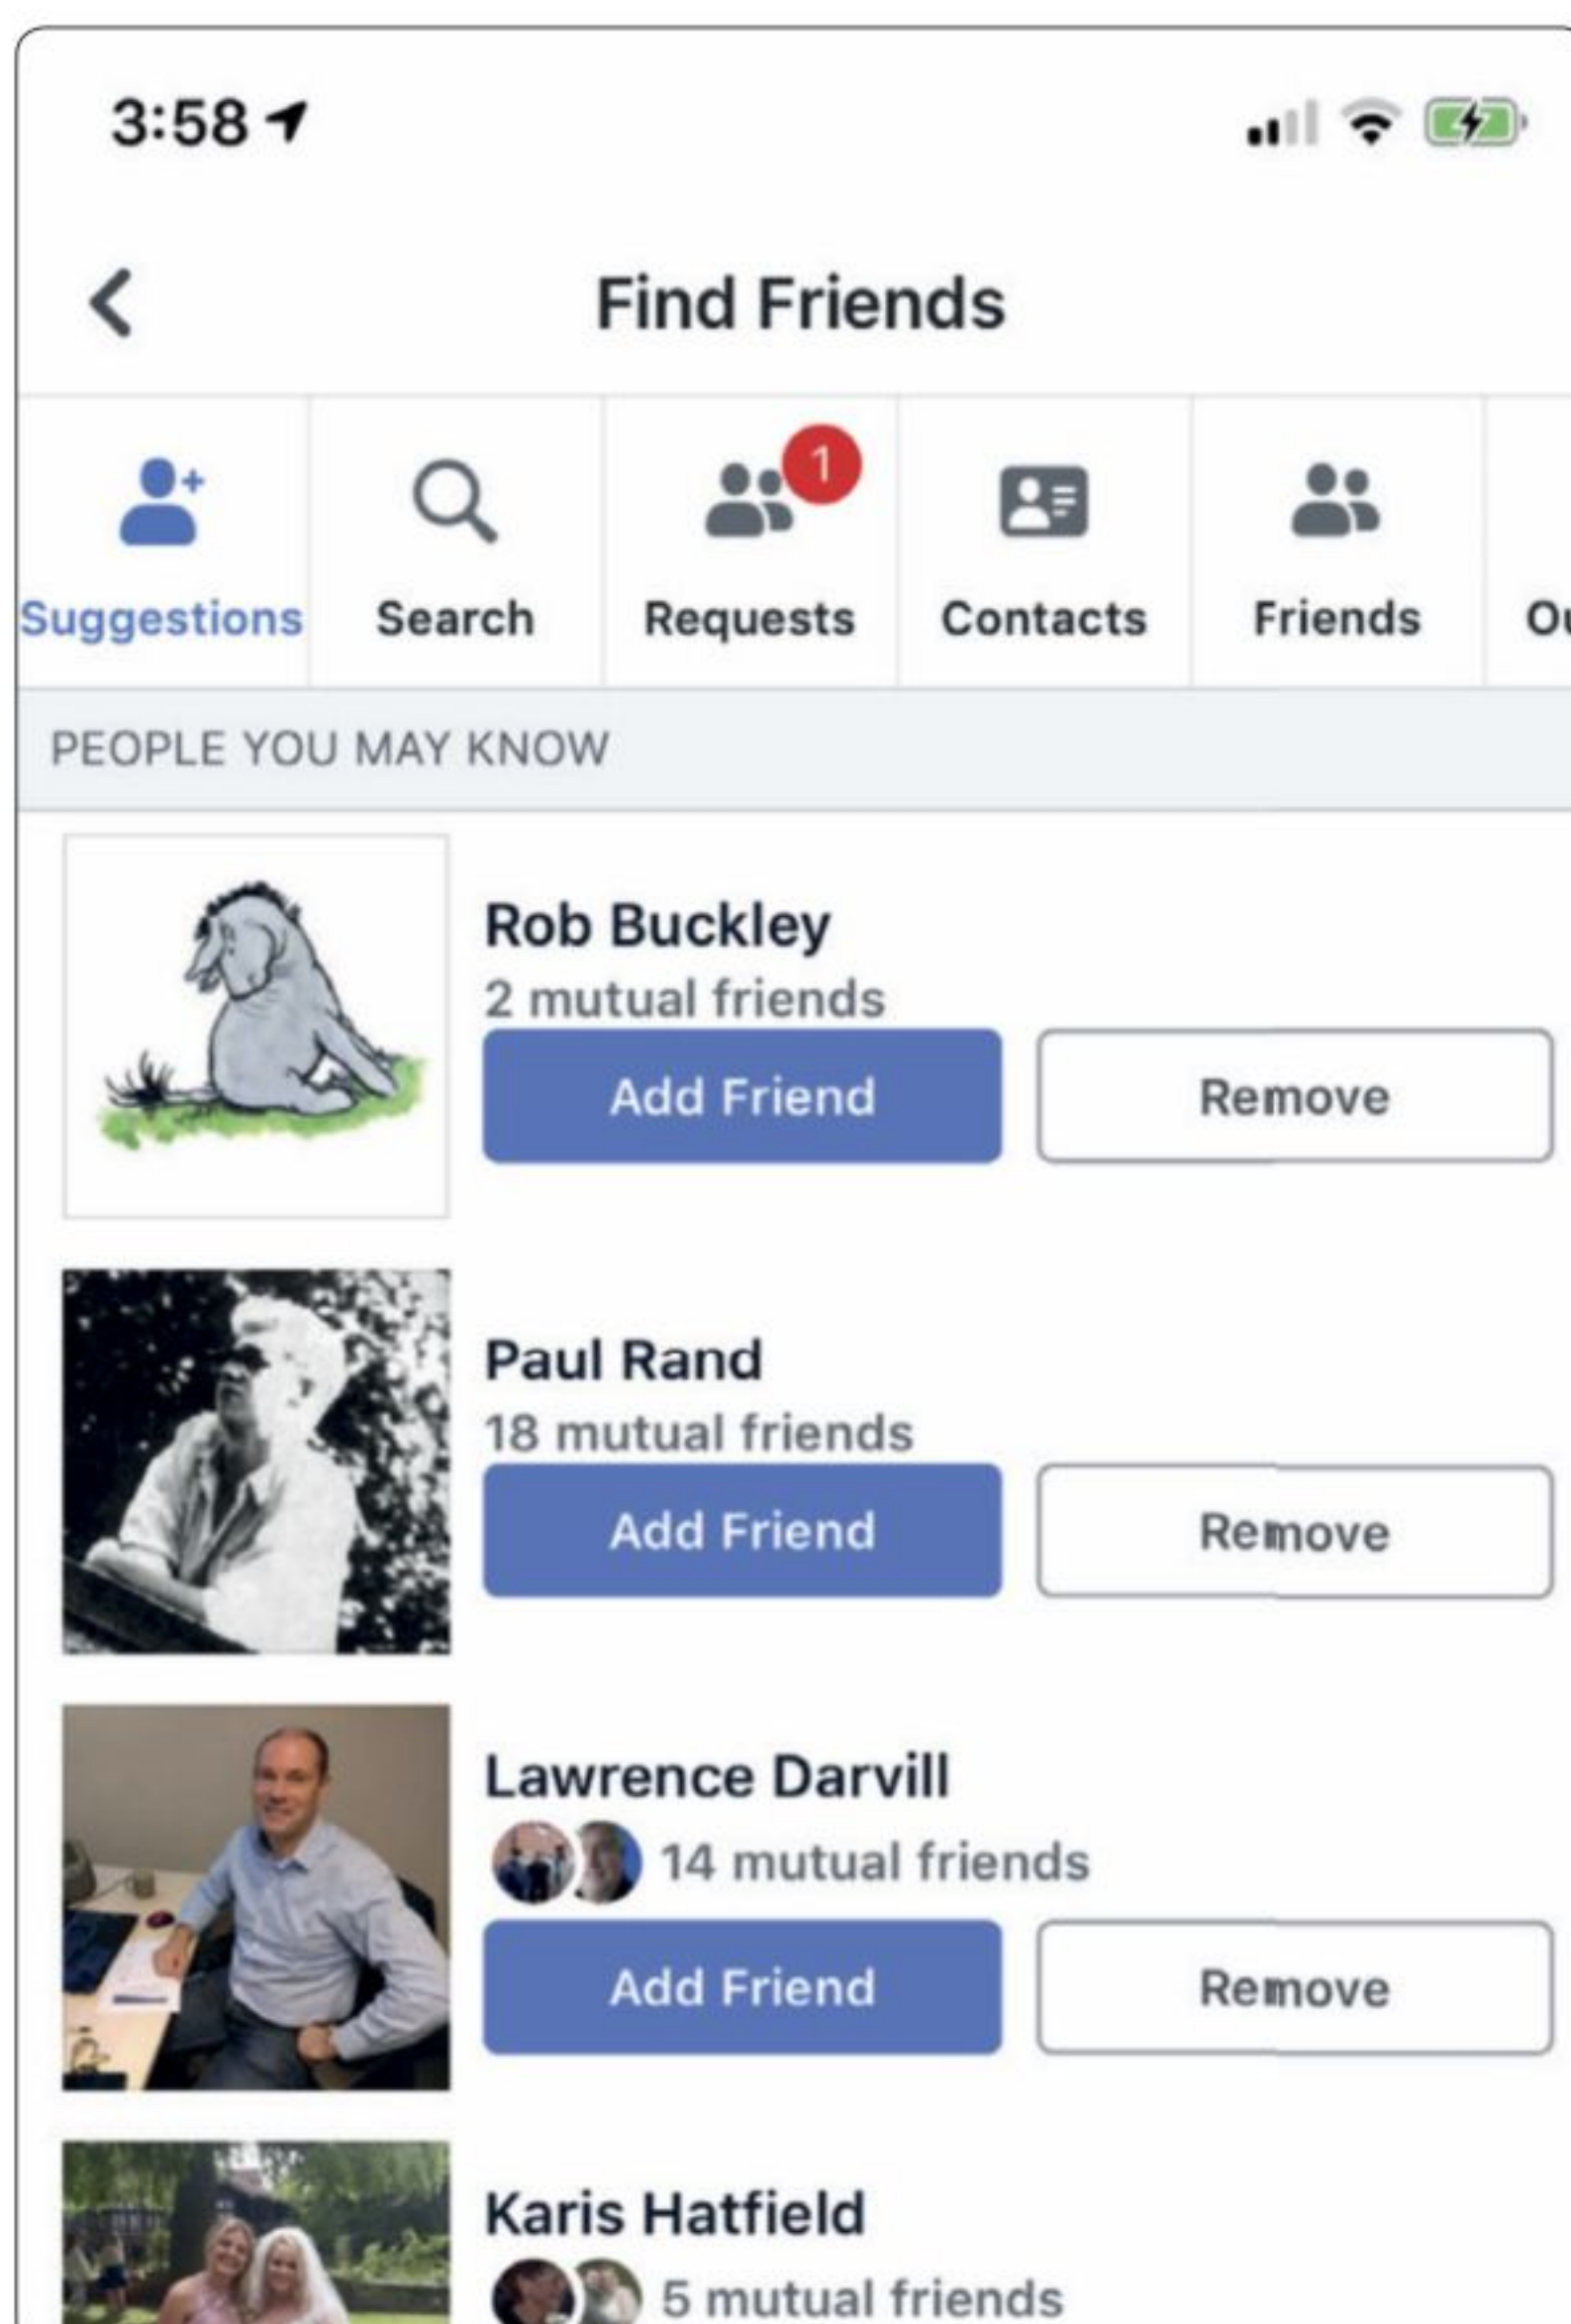 3:58
Find Friends
1
Suggestions Search Requests Contacts Friends Ou
PEOPLE YOU MAY KNOW
Rob Buckley
2 mutual friends
Add Friend Remove
Paul Rand
18 mutual friends
Add Friend Remove
Lawrence Darvill
14 mutual friends
Add Friend Remove
Karis Hatfield
5 mutual friends